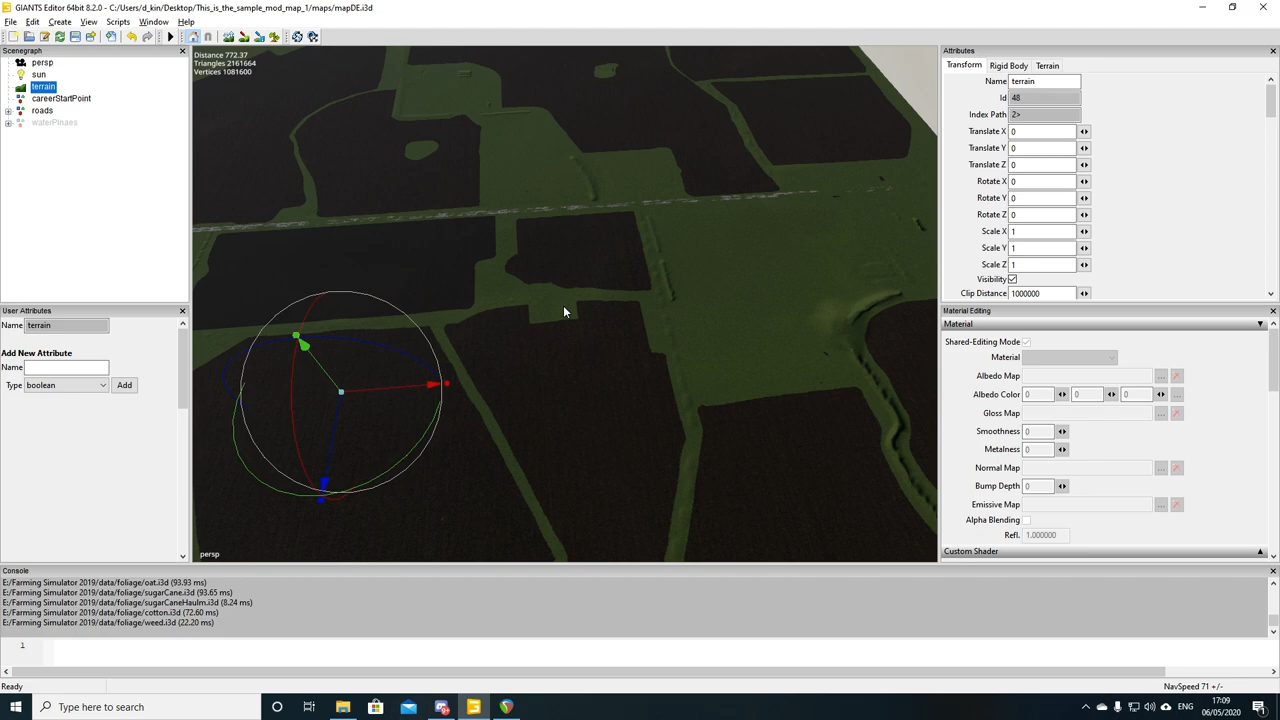 GIANTS Editor 64bit 8.2.0 - C:/Users/d_kin/Desktop/This_is_the_sample_mod_map_1/maps/mapDE.i3d
File Edit Create View Scripts Window Help
Scenegraph
persp
sun
terrain
careerStartPoint
roads
waterPlanes
User Attributes
Name terrain
Add New Attribute
Name
Type boolean Add
Distance 772.37
Triangles 2161664
Vertices 1081600
persp
Attributes
Transform Rigid Body Terrain
Name terrain
Id 48
Index Path 2>
Translate X 0
Translate Y 0
Translate Z 0
Rotate X 0
Rotate Y 0
Rotate Z 0
Scale X 1
Scale Y 1
Scale Z 1
Visibility
Clip Distance 1000000
Material Editing
Material
Shared-Editing Mode
Material
Albedo Map ...
Albedo Color 0 0 0 ...
Gloss Map ...
Smoothness 0
Metalness 0
Normal Map ...
Bump Depth 0
Emissive Map ...
Alpha Blending
Refl. 1.000000
Custom Shader
Console
E:/Farming Simulator 2019/data/foliage/oat.i3d (93.93 ms)
E:/Farming Simulator 2019/data/foliage/sugarCane.i3d (93.65 ms)
E:/Farming Simulator 2019/data/foliage/sugarCaneHaulm.i3d (8.24 ms)
E:/Farming Simulator 2019/data/foliage/cotton.i3d (72.60 ms)
E:/Farming Simulator 2019/data/foliage/weed.i3d (22.20 ms)
1
Ready
NavSpeed 71 +/-
Type here to search
ENG
17:09
06/05/2020
1